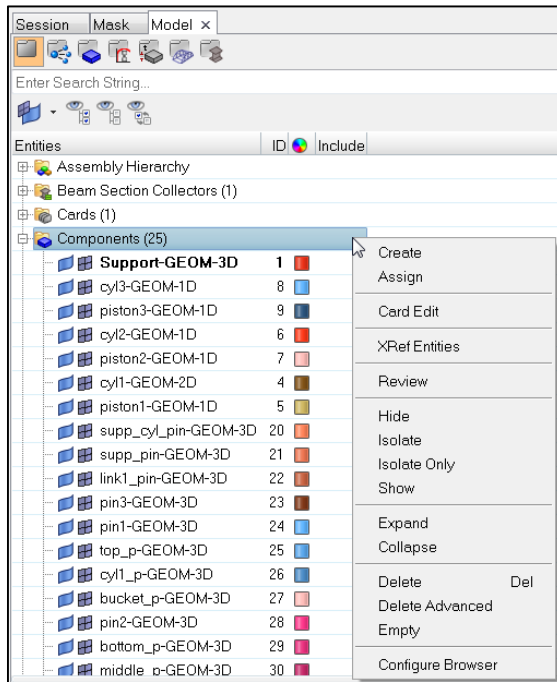 Session Mask Model ×
Enter Search String...
Entities ID Include
Assembly Hierarchy
Beam Section Collectors (1)
Cards (1)
Components (25)
Support-GEOM-3D 1
cyl3-GEOM-1D 8
piston3-GEOM-1D 9
cyl2-GEOM-1D 6
piston2-GEOM-1D 7
cyl1-GEOM-2D 4
piston1-GEOM-1D 5
supp_cyl_pin-GEOM-3D 20
supp_pin-GEOM-3D 21
link1_pin-GEOM-3D 22
pin3-GEOM-3D 23
pin1-GEOM-3D 24
top_p-GEOM-3D 25
cyl1_p-GEOM-3D 26
bucket_p-GEOM-3D 27
pin2-GEOM-3D 28
bottom_p-GEOM-3D 29
middle_p-GEOM-3D 30
Create
Assign
Card Edit
XRef Entities
Review
Hide
Isolate
Isolate Only
Show
Expand
Collapse
Delete Del
Delete Advanced
Empty
Configure Browser